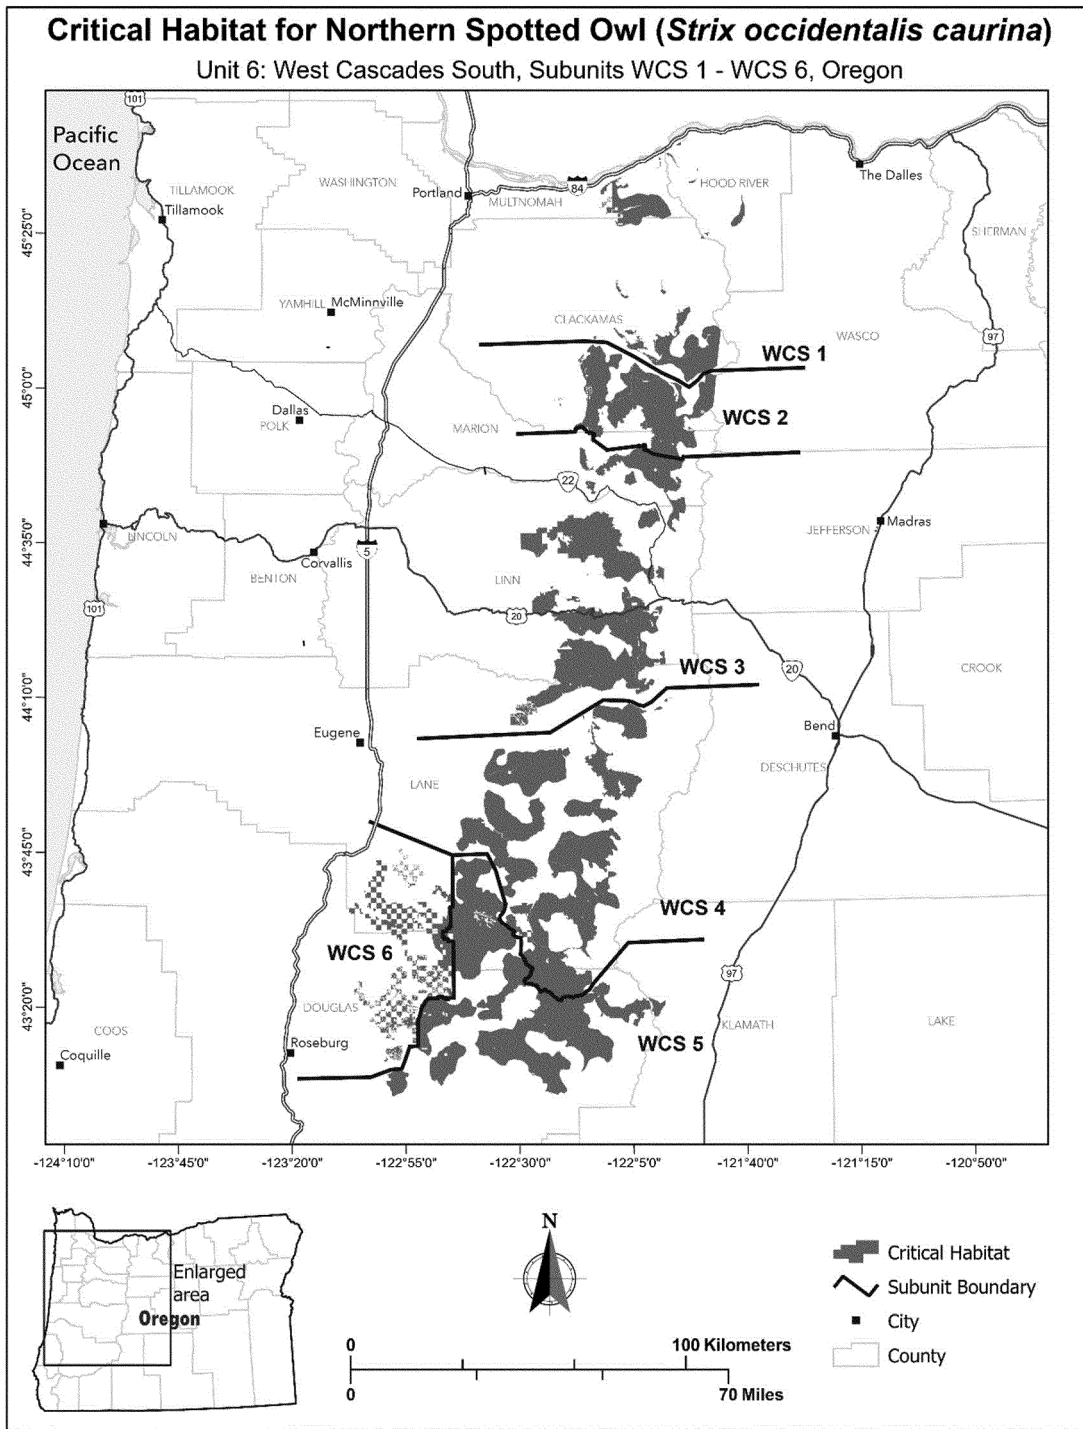 Critical Habitat for Northern Spotted Owl (Strix occidentalis caurina)
Unit 6: West Cascades South, Subunits WCS 1 - WCS 6, Oregon
101
Pacific
Ocean
TILLAMOOK
Tillamook
WASHINGTON
Portland
MULTNOMAH
84
HOOD RIVER
The Dalles
SHERMAN
45°25'0"
YAMHILL
McMinnville
CLACKAMAS
WASCO
97
WCS 1
45°0'0"
Dallas
POLK
MARION
WCS 2
22
44°35'0"
LINCOLN
Corvallis
5
BENTON
LINN
JEFFERSON
Madras
101
20
WCS 3
20
CROOK
44°10'0"
Eugene
Bend
LANE
DESCHUTES
43°45'0"
WCS 4
WCS 6
97
43°20'0"
DOUGLAS
COOS
Roseburg
Coquille
WCS 5
KLAMATH
LAKE
-124°10'0"
-123°45'0"
-123°20'0"
-122°55'0"
-122°30'0"
-122°5'0"
-121°40'0"
-121°15'0"
-120°50'0"
Enlarged
area
Oregon
N
0
100 Kilometers
0
70 Miles
Critical Habitat
Subunit Boundary
City
County